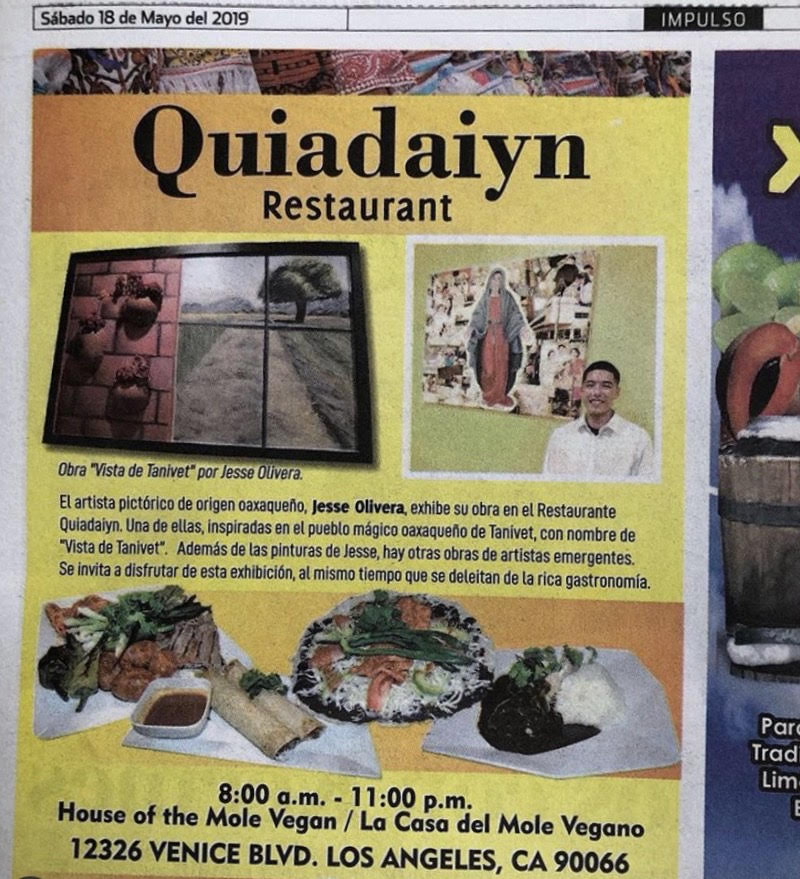 Sábado 18 de Mayo del 2019
IMPULSO
Quiadaiyn
Restaurant
Obra "Vista de Tanivet" por Jesse Olivera.
El artista pictórico de origen oaxaqueño, Jesse Olivera, exhibe su obra en el Restaurante
Quiadaiyn. Una de ellas, inspiradas en el pueblo mágico oaxaqueño de Tanivet, con nombre de
"Vista de Tanivet". Además de las pinturas de Jesse, hay otras obras de artistas emergentes.
Se invita a disfrutar de esta exhibición, al mismo tiempo que se deleitan de la rica gastronomía.
8:00 a.m. - 11:00 p.m.
House of the Mole Vegan / La Casa del Mole Vegano
12326 VENICE BLVD. LOS ANGELES, CA 90066